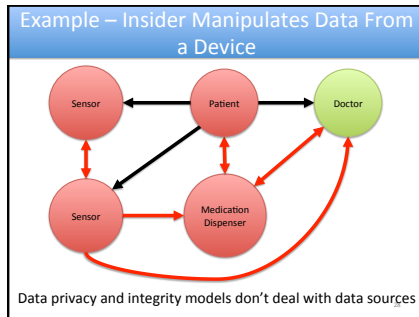 Example – Insider Manipulates Data From
a Device
Sensor
Patient
Doctor
Sensor
Medication
Dispenser
Data privacy and integrity models don't deal with data sources